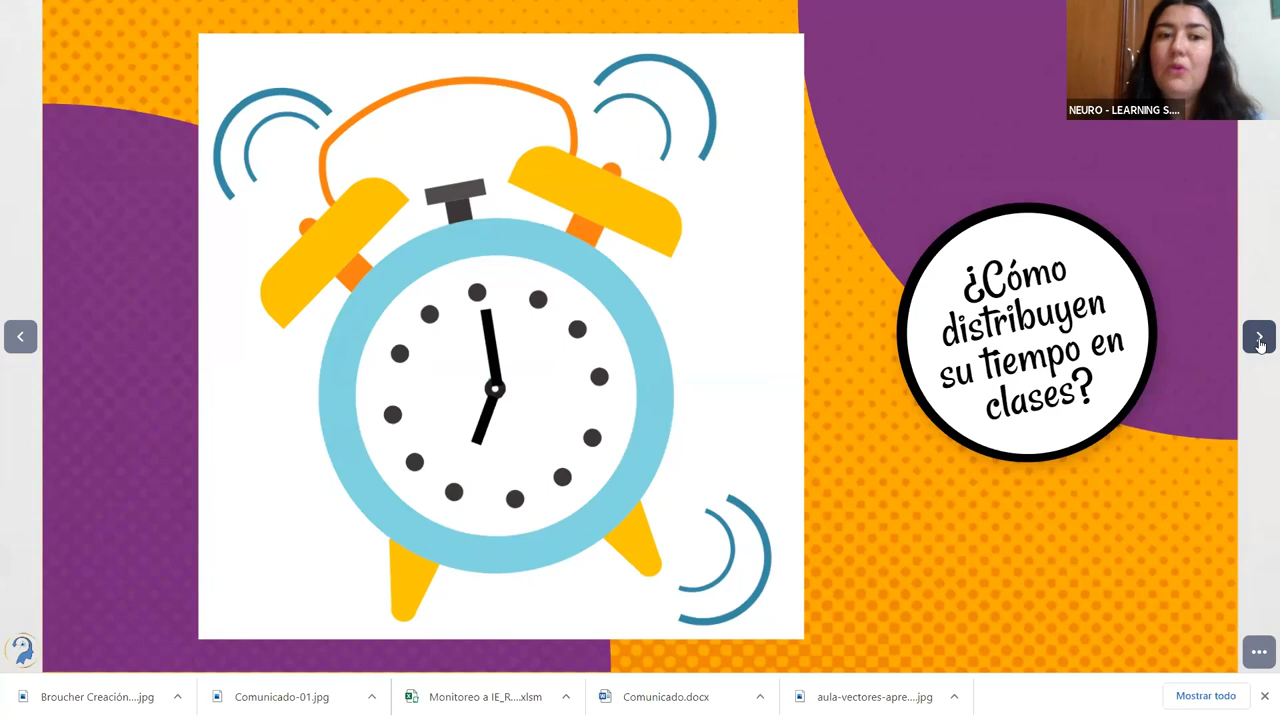 NEURO - LEARNING S....
¿Cómo
distribuyen
su tiempo en
clases?
Broucher Creación....jpg
Comunicado-01.jpg
Monitoreo a IE_R....xlsm
Comunicado.docx
aula-vectores-apre....jpg
Mostrar todo